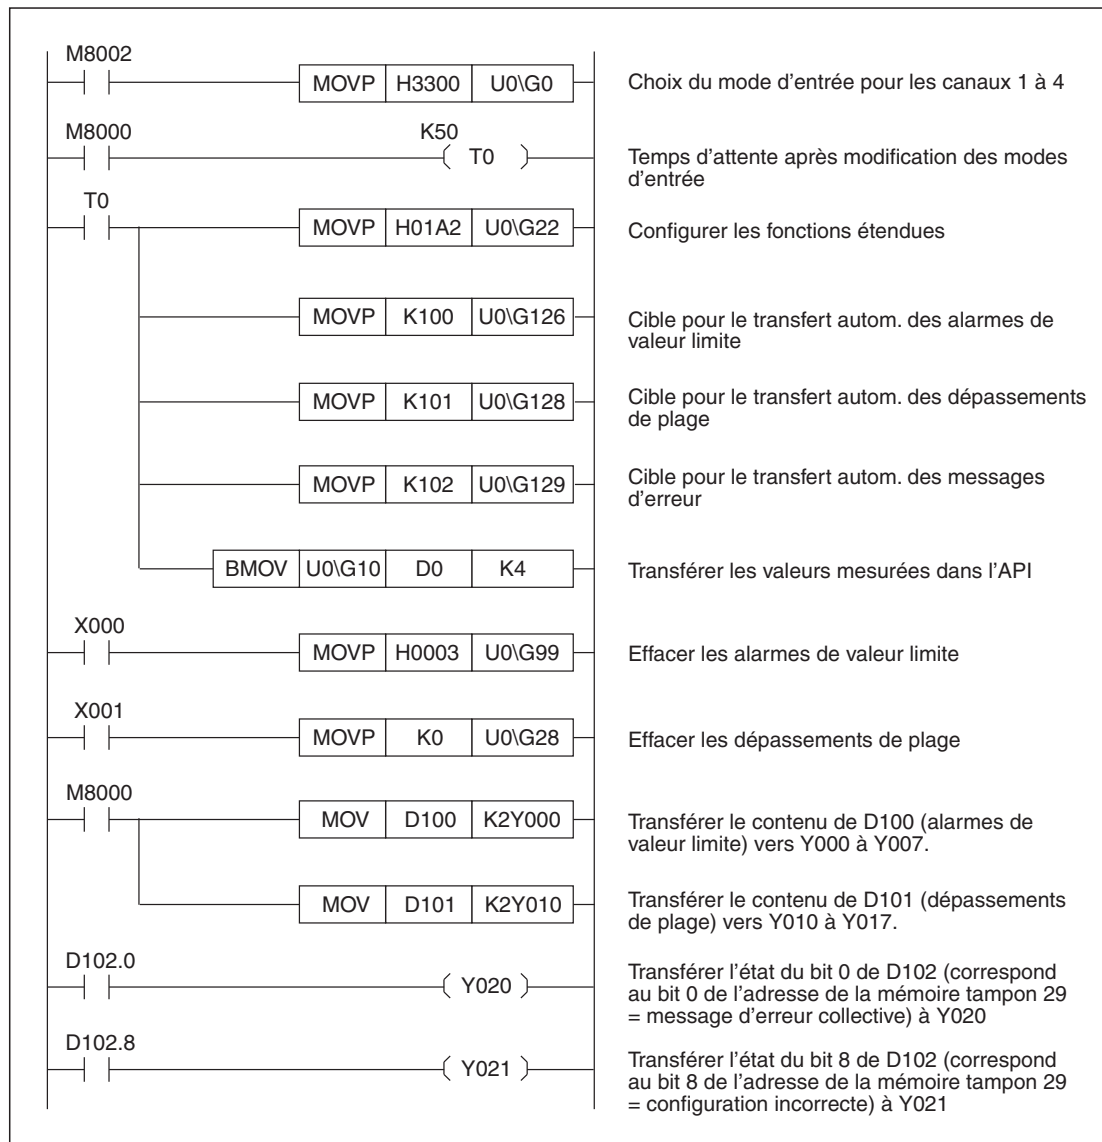 M8002
MOVP H3300 U0\G0
Choix du mode d'entrée pour les canaux 1 à 4
M8000
K50
T0
Temps d'attente après modification des modes
d'entrée
T0
MOVP H01A2 U0\G22
Configurer les fonctions étendues
MOVP K100 U0\G126
Cible pour le transfert autom. des alarmes de
valeur limite
MOVP K101 U0\G128
Cible pour le transfert autom. des dépassements
de plage
MOVP K102 U0\G129
Cible pour le transfert autom. des messages
d'erreur
BMOV U0\G10 D0 K4
Transférer les valeurs mesurées dans l'API
X000
MOVP H0003 U0\G99
Effacer les alarmes de valeur limite
X001
MOVP K0 U0\G28
Effacer les dépassements de plage
M8000
MOV D100 K2Y000
Transférer le contenu de D100 (alarmes de
valeur limite) vers Y000 à Y007.
MOV D101 K2Y010
Transférer le contenu de D101 (dépassements
de plage) vers Y010 à Y017.
D102.0
Y020
Transférer l'état du bit 0 de D102 (correspond
au bit 0 de l'adresse de la mémoire tampon 29
= message d'erreur collective) à Y020
D102.8
Y021
Transférer l'état du bit 8 de D102 (correspond
au bit 8 de l'adresse de la mémoire tampon 29
= configuration incorrecte) à Y021